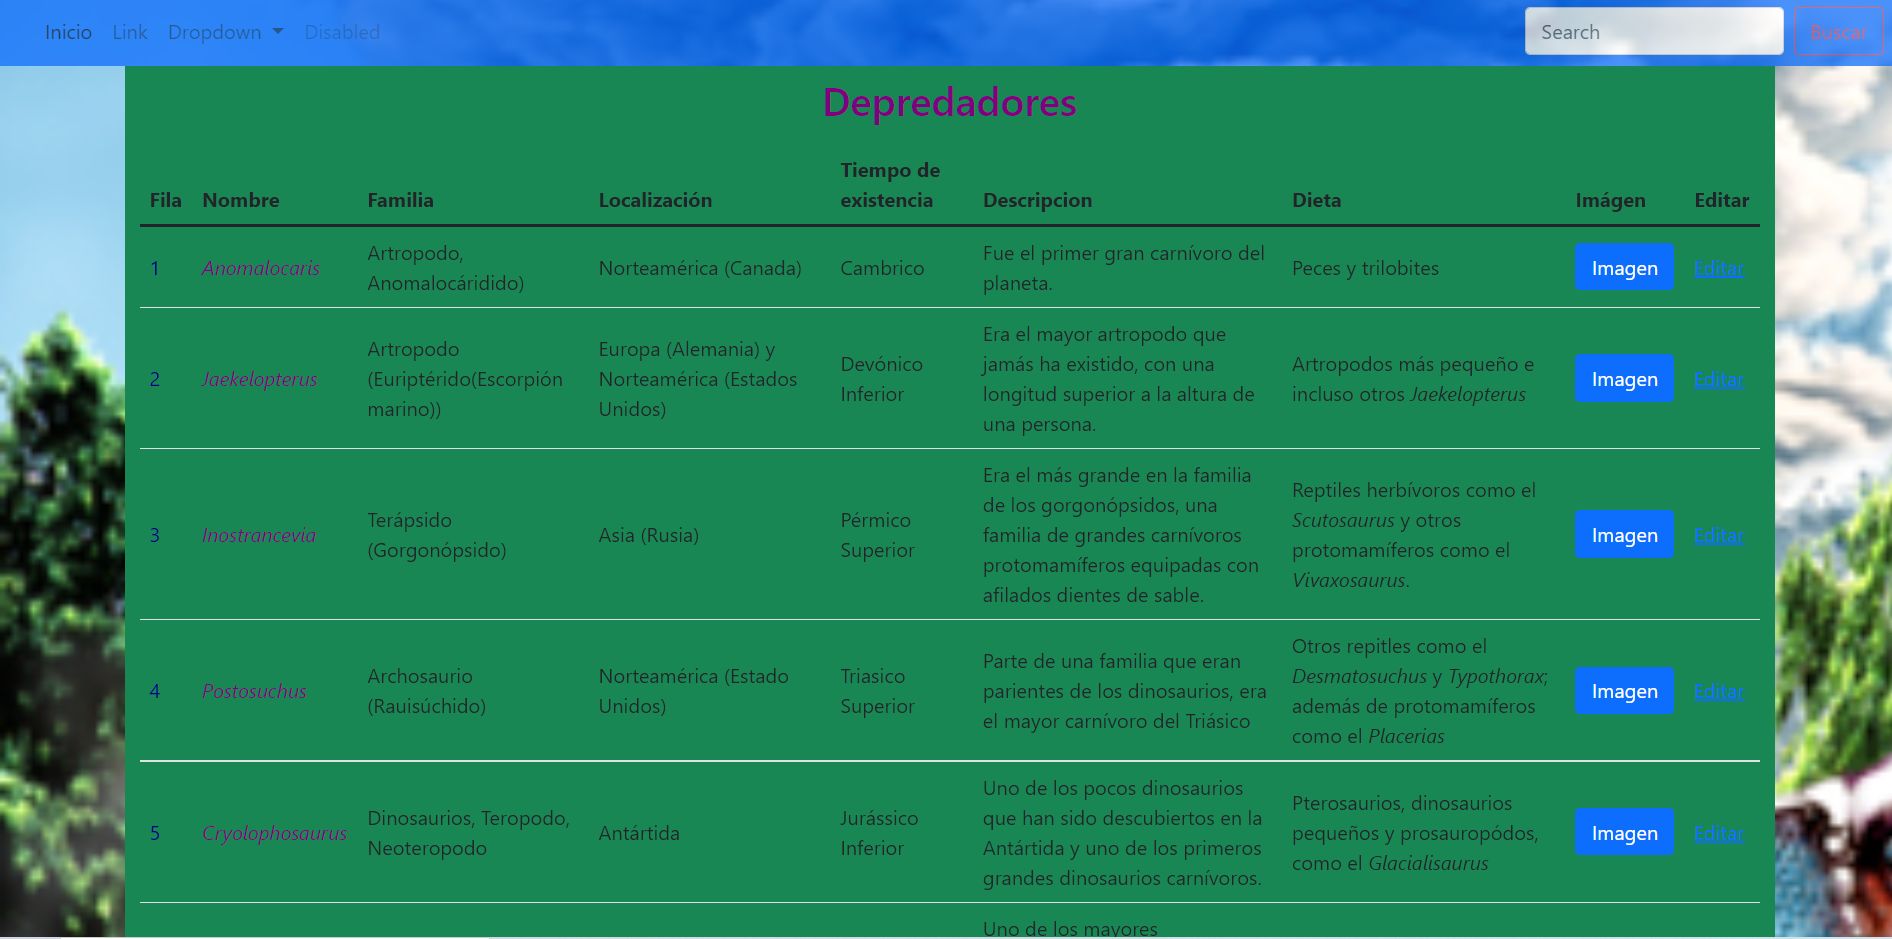 Inicio Link Dropdown Disabled Search Buscar
Depredadores
Fila Nombre Familia Localización Tiempo de existencia Descripcion Dieta Imágen Editar
1 Anomalocaris
Artropodo,
Anomalocáridido)
Norteamérica (Canada)
Cambrico
Fue el primer gran carnívoro del
planeta.
Peces y trilobites
Imagen
Editar
2 Jaekelopterus
Artropodo
(Euriptérido(Escorpión
marino))
Europa (Alemania) y
Norteamérica (Estados
Unidos)
Devónico
Inferior
Era el mayor artropodo que
jamás ha existido, con una
longitud superior a la altura de
una persona.
Artropodos más pequeño e
incluso otros Jaekelopterus
Imagen
Editar
3 Inostrancevia
Terápsido
(Gorgonópsido)
Asia (Rusia)
Pérmico
Superior
Era el más grande en la familia
de los gorgonópsidos, una
familia de grandes carnívoros
protomamíferos equipadas con
afilados dientes de sable.
Reptiles herbívoros como el
Scutosaurus y otros
protomamíferos como el
Vivaxosaurus.
Imagen
Editar
4 Postosuchus
Archosaurio
(Rauisúchido)
Norteamérica (Estado
Unidos)
Triasico
Superior
Parte de una familia que eran
parientes de los dinosaurios, era
el mayor carnívoro del Triásico
Otros repitles como el
Desmatosuchus y Typothorax;
además de protomamíferos
como el Placerias
Imagen
Editar
5 Cryolophosaurus
Dinosaurios, Teropodo,
Neoteropodo
Antártida
Jurássico
Inferior
Uno de los pocos dinosaurios
que han sido descubiertos en la
Antártida y uno de los primeros
grandes dinosaurios carnívoros.
Pterosaurios, dinosaurios
pequeños y prosauropódos,
como el Glacialisaurus
Imagen
Editar
Uno de los mayores